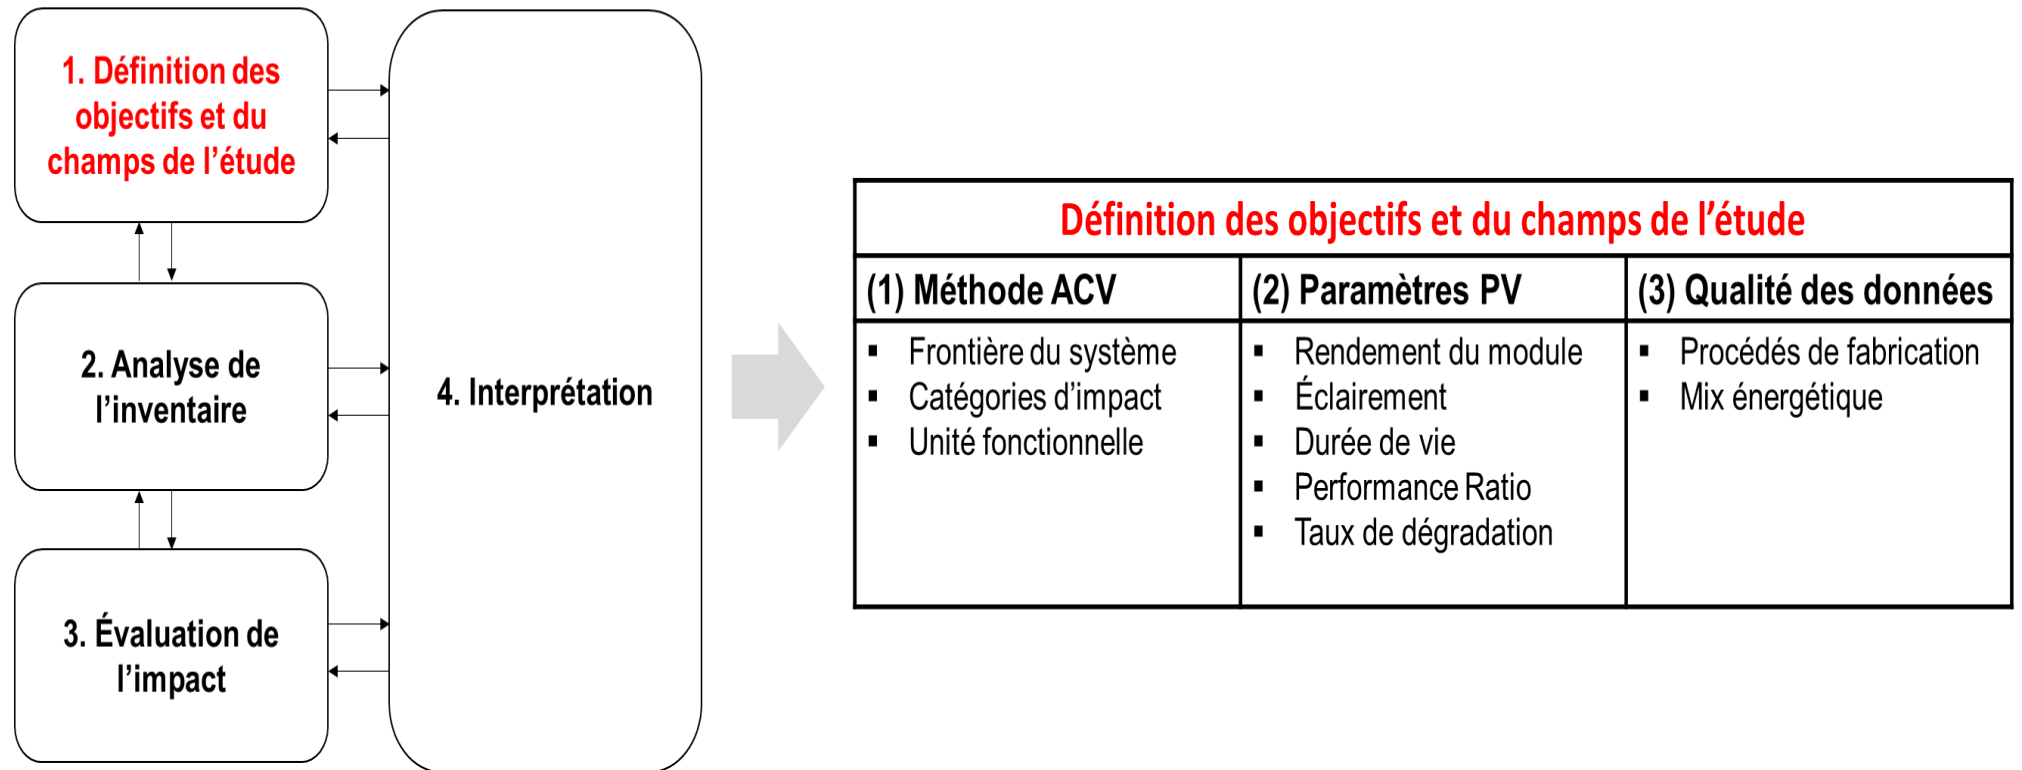 1. Définition des
objectifs et du
champs de l’étude
2. Analyse de
l’inventaire
3. Évaluation de
l’impact
4. Interprétation
Définition des objectifs et du champs de l’étude
(1) Méthode ACV
▪ Frontière du système
▪ Catégories d’impact
▪ Unité fonctionnelle
(2) Paramètres PV
▪ Rendement du module
▪ Éclairement
▪ Durée de vie
▪ Performance Ratio
▪ Taux de dégradation
(3) Qualité des données
▪ Procédés de fabrication
▪ Mix énergétique